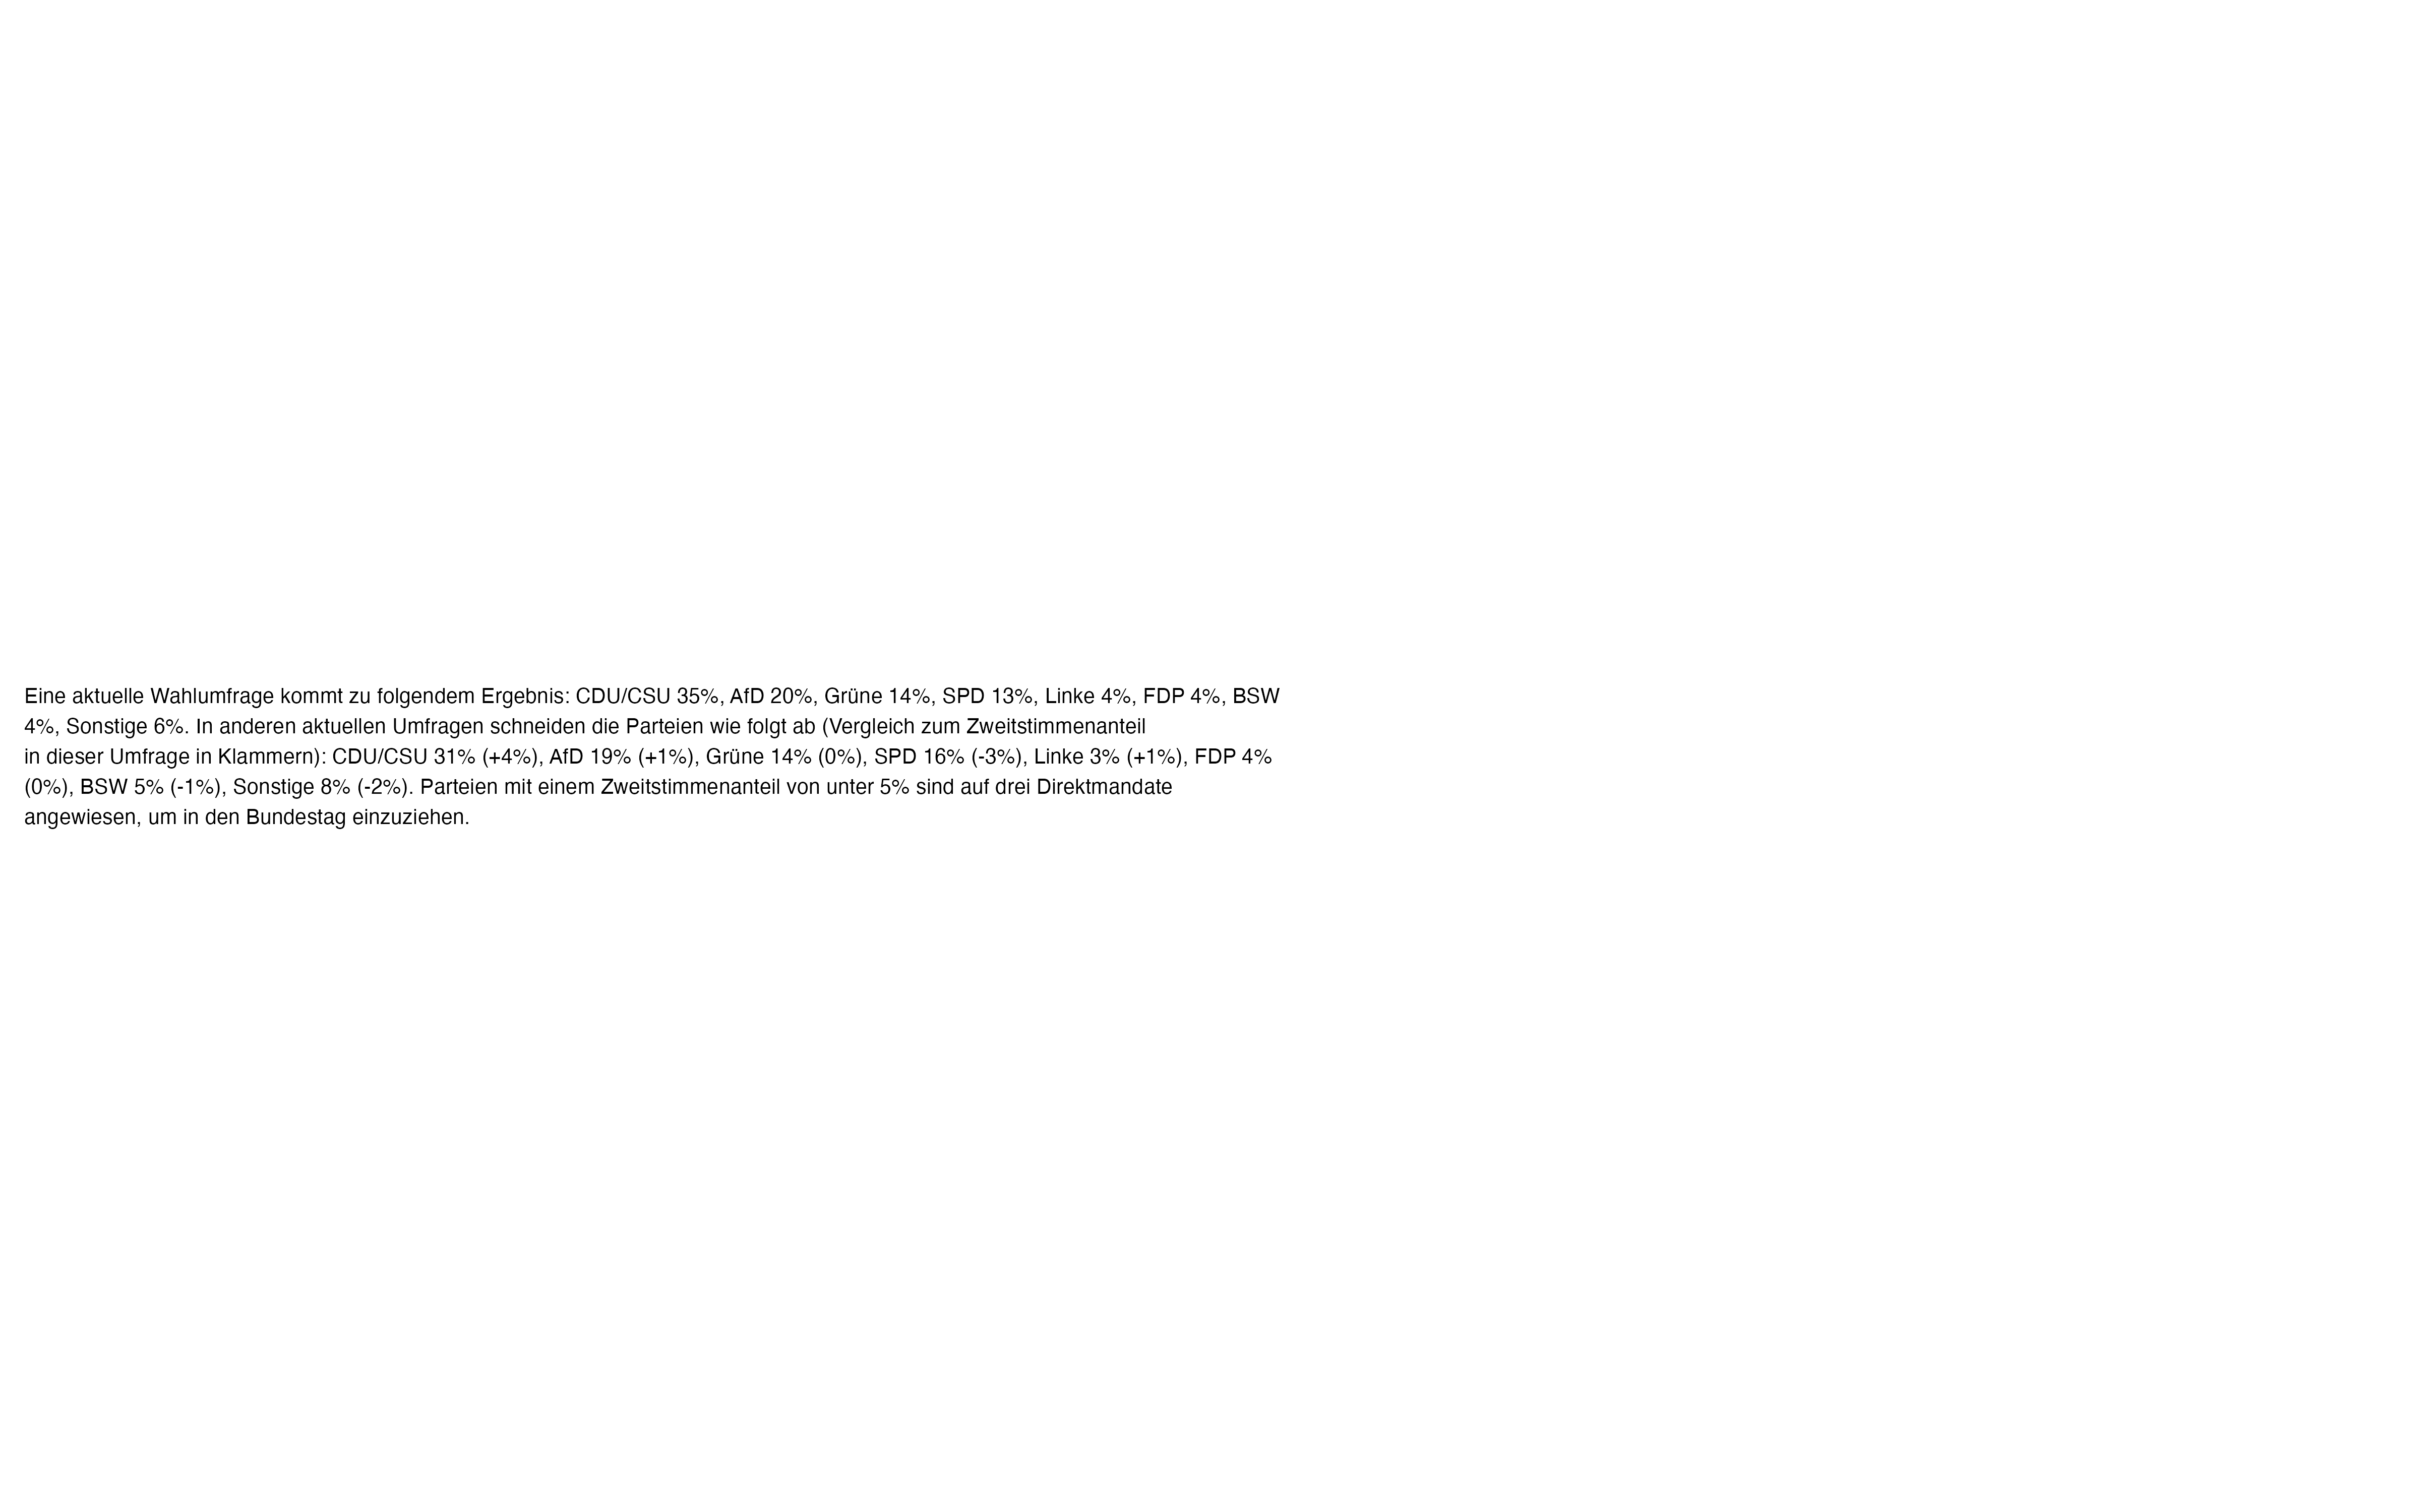 Eine aktuelle Wahlumfrage kommt zu folgendem Ergebnis: CDU/CSU 35%, AfD 20%, Grüne 14%, SPD 13%, Linke 4%, FDP 4%, BSW
4%, Sonstige 6%. In anderen aktuellen Umfragen schneiden die Parteien wie folgt ab (Vergleich zum Zweitstimmenanteil
in dieser Umfrage in Klammern): CDU/CSU 31% (+4%), AfD 19% (+1%), Grüne 14% (0%), SPD 16% (-3%), Linke 3% (+1%), FDP 4%
(0%), BSW 5% (-1%), Sonstige 8% (-2%). Parteien mit einem Zweitstimmenanteil von unter 5% sind auf drei Direktmandate
angewiesen, um in den Bundestag einzuziehen.